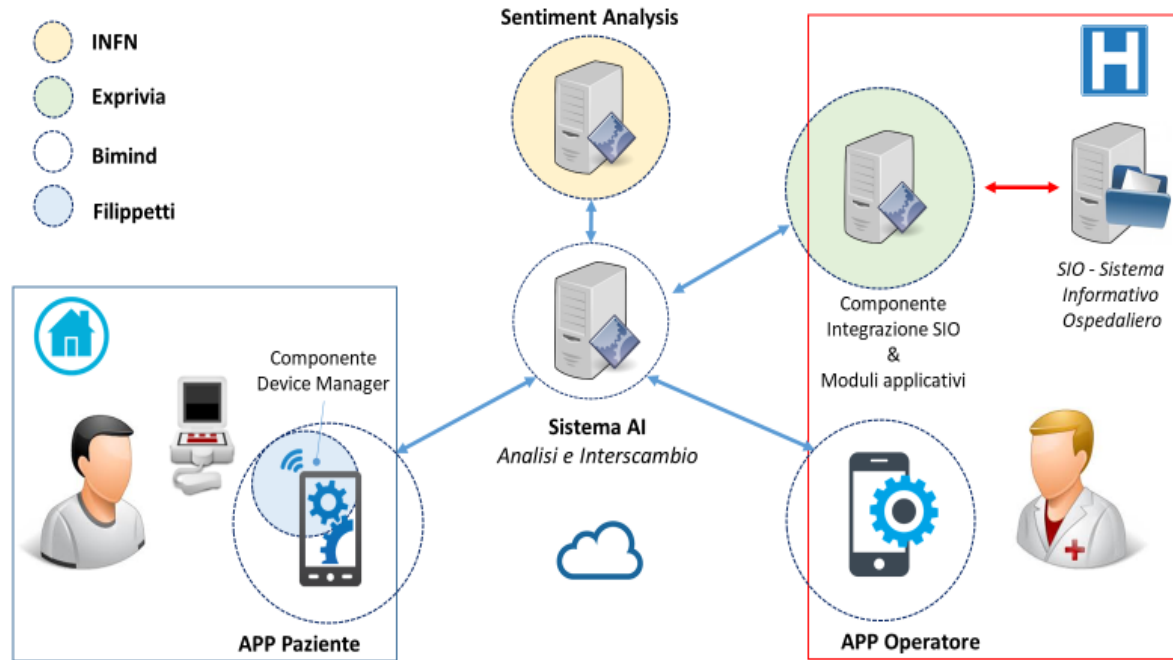 Sentiment Analysis
INFN
Exprivia
Bimind
Filippetti
H
SIO - Sistema
Informativo
Ospedaliero
Componente
Integrazione SIO
&
Moduli applicativi
Componente
Device Manager
Sistema AI
Analisi e Interscambio
APP Paziente
APP Operatore